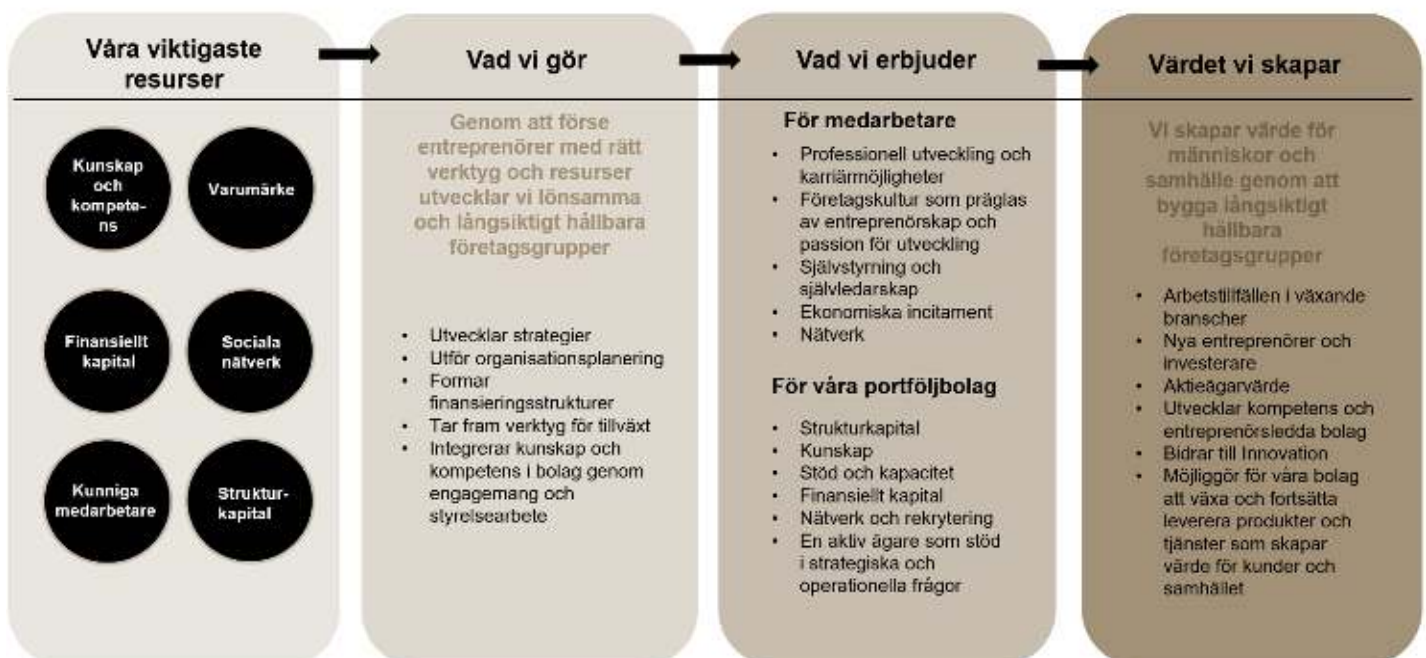 Våra viktigaste
resurser
Kunskap
och
kompete-
ns
Varumärke
Finansiellt
kapital
Sociala
nätverk
Kunniga
medarbetare
Struktur-
kapital
Vad vi gör
Genom att förse
entreprenörer med rätt
verktyg och resurser
utvecklar vi lönsamma
och långsiktigt hållbara
företagsgrupper
• Utvecklar strategier
• Utför organisationsplanering
• Formar
finansieringsstrukturer
• Tar fram verktyg för tillväxt
• Integrerar kunskap och
kompetens i bolag genom
engagemang och
styrelsearbete
Vad vi erbjuder
För medarbetare
• Professionell utveckling och
karriärmöjligheter
• Företagskultur som präglas
av entreprenörskap och
passion för utveckling
• Självstyrning och
självledarskap
• Ekonomiska incitament
• Nätverk
För våra portföljbolag
• Strukturkapital
• Kunskap
• Stöd och kapacitet
• Finansiellt kapital
• Nätverk och rekrytering
• En aktiv ägare som stöd
i strategiska och
operationella frågor
Värdet vi skapar
Vi skapar värde för
människor och
samhälle genom att
bygga långsiktigt
hållbara
företagsgrupper
• Arbetstillfällen i växande
branscher
• Nya entreprenörer och
investerare
• Aktieägarvärde
• Utvecklar kompetens och
entreprenörsledda bolag
• Bidrar till Innovation
• Möjliggör för våra bolag
att växa och fortsätta
leverera produkter och
tjänster som skapar
värde för kunder och
samhället